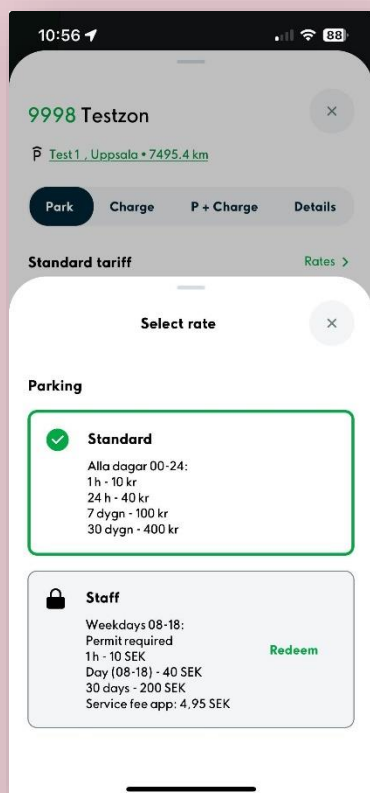 10:56
88
9998 Testzon
Test 1 , Uppsala • 7495.4 km
Park Charge P + Charge Details
Standard tariff Rates >
Select rate
Parking
Standard
Alla dagar 00-24:
1 h - 10 kr
24 h - 40 kr
7 dygn - 100 kr
30 dygn - 400 kr
Staff
Weekdays 08-18:
Permit required
1h - 10 SEK
Day (08-18) - 40 SEK
30 days - 200 SEK
Service fee app: 4,95 SEK
Redeem